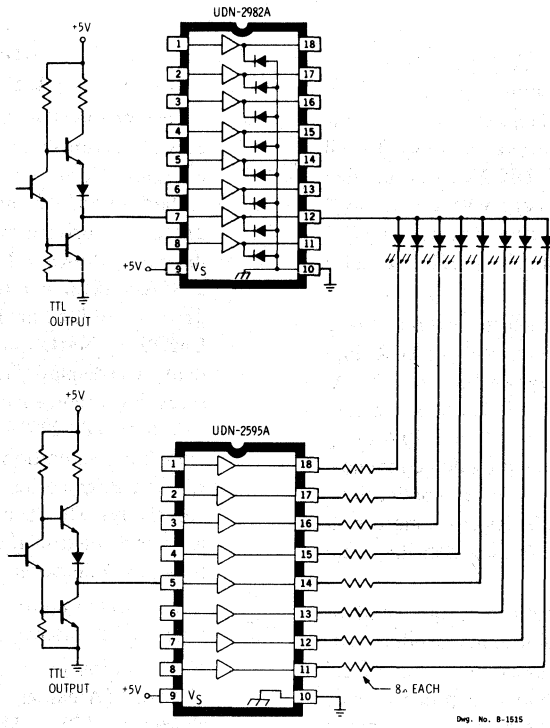 UDN-2982A
+5V
1
18
2
17
3
16
4
15
5
14
6
13
7
12
8
11
+5V
9
VS
10
TTL
OUTPUT
+5V
UDN-2595A
1
18
2
17
3
16
4
15
5
14
6
13
7
12
8
11
8Ω EACH
+5V
9
VS
10
TTL
OUTPUT
Dwg. No. B-1515